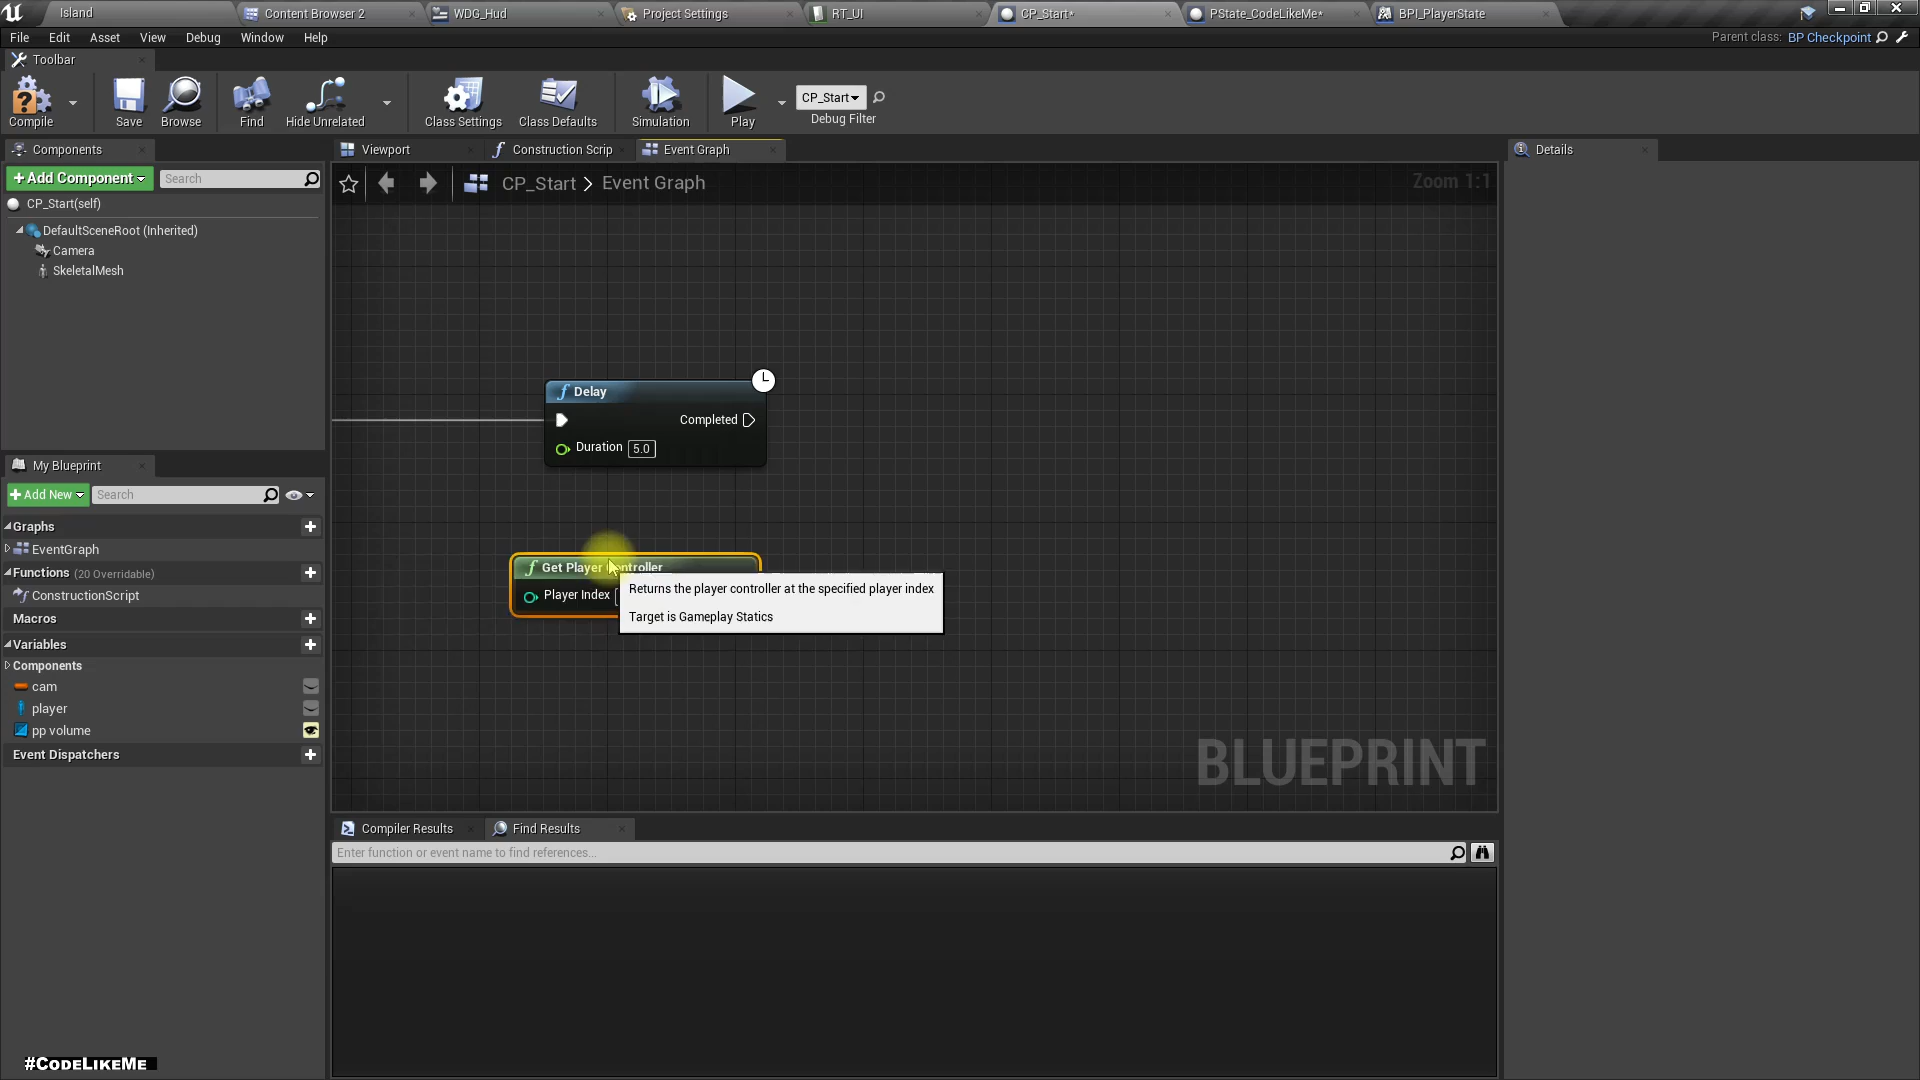 Island
Content Browser 2
WDG_Hud
Project Settings
RT_UI
CP_Start*
PState_CodeLikeMe*
BPI_PlayerState
File Edit Asset View Debug Window Help
Parent class: BP Checkpoint
Toolbar
Compile
Save
Browse
Find
Hide Unrelated
Class Settings
Class Defaults
Simulation
Play
CP_Start
Debug Filter
Components
Add Component
Search
CP_Start(self)
DefaultSceneRoot (Inherited)
Camera
SkeletalMesh
My Blueprint
Add New
Search
Graphs
EventGraph
Functions (20 Overridable)
ConstructionScript
Macros
Variables
Components
cam
player
pp volume
Event Dispatchers
Viewport
Construction Scrip
Event Graph
CP_Start > Event Graph
Zoom 1:1
Delay
Completed
Duration 5.0
Get Player Controller
Player Index
Returns the player controller at the specified player index
Target is Gameplay Statics
BLUEPRINT
Compiler Results
Find Results
Enter function or event name to find references...
Details
#CodeLikeMe